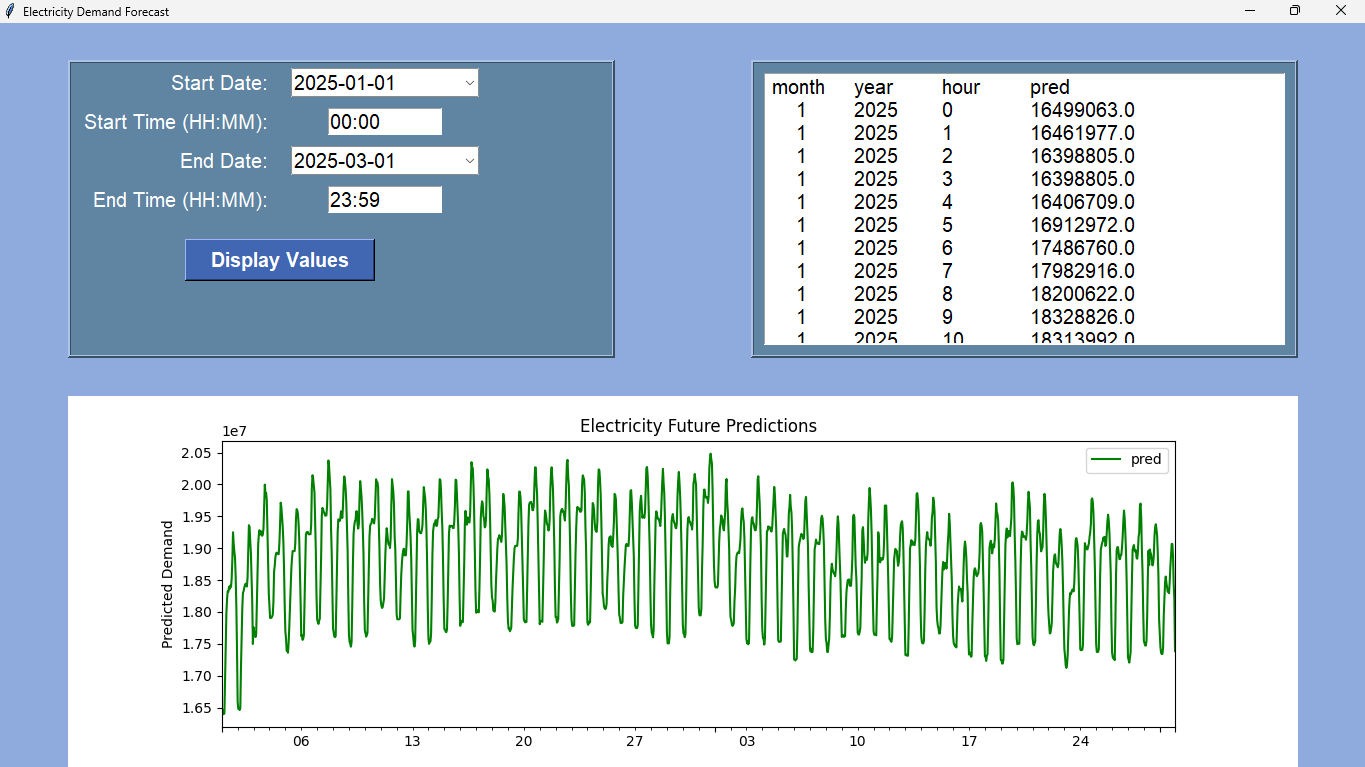 Electricity Demand Forecast
Start Date: 2025-01-01
Start Time (HH:MM): 00:00
End Date: 2025-03-01
End Time (HH:MM): 23:59
Display Values
month year hour pred
1 2025 0 16499063.0
1 2025 1 16461977.0
1 2025 2 16398805.0
1 2025 3 16398805.0
1 2025 4 16406709.0
1 2025 5 16912972.0
1 2025 6 17486760.0
1 2025 7 17982916.0
1 2025 8 18200622.0
1 2025 9 18328826.0
1 2025 10 18313992.0
Electricity Future Predictions
1e7
pred
2.05
2.00
1.95
1.90
1.85
1.80
1.75
1.70
1.65
Predicted Demand
06 13 20 27 03 10 17 24